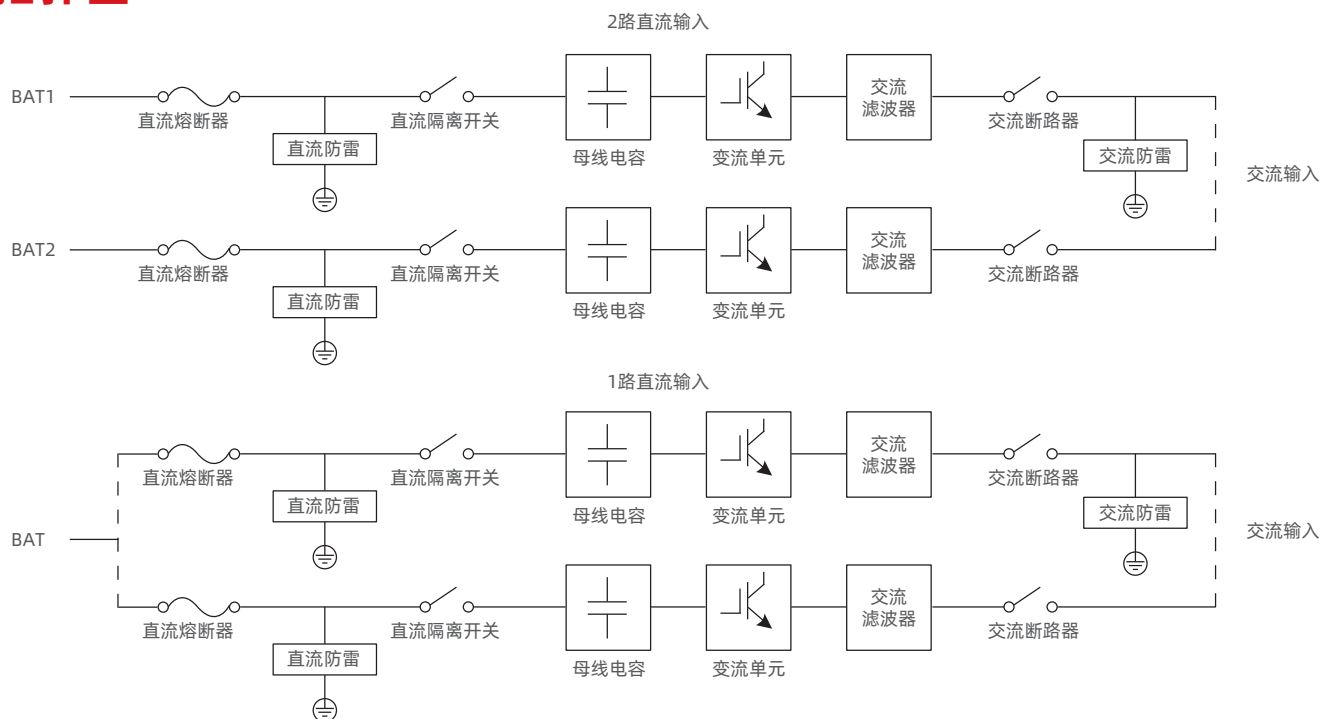 2路直流输入
BAT1
直流熔断器
直流防雷
直流隔离开关
母线电容
变流单元
交流
滤波器
交流断路器
交流防雷
交流输入
BAT2
直流熔断器
直流防雷
直流隔离开关
母线电容
变流单元
交流
滤波器
交流断路器
1路直流输入
BAT
直流熔断器
直流防雷
直流隔离开关
母线电容
变流单元
交流
滤波器
交流断路器
交流防雷
交流输入
直流熔断器
直流防雷
直流隔离开关
母线电容
变流单元
交流
滤波器
交流断路器